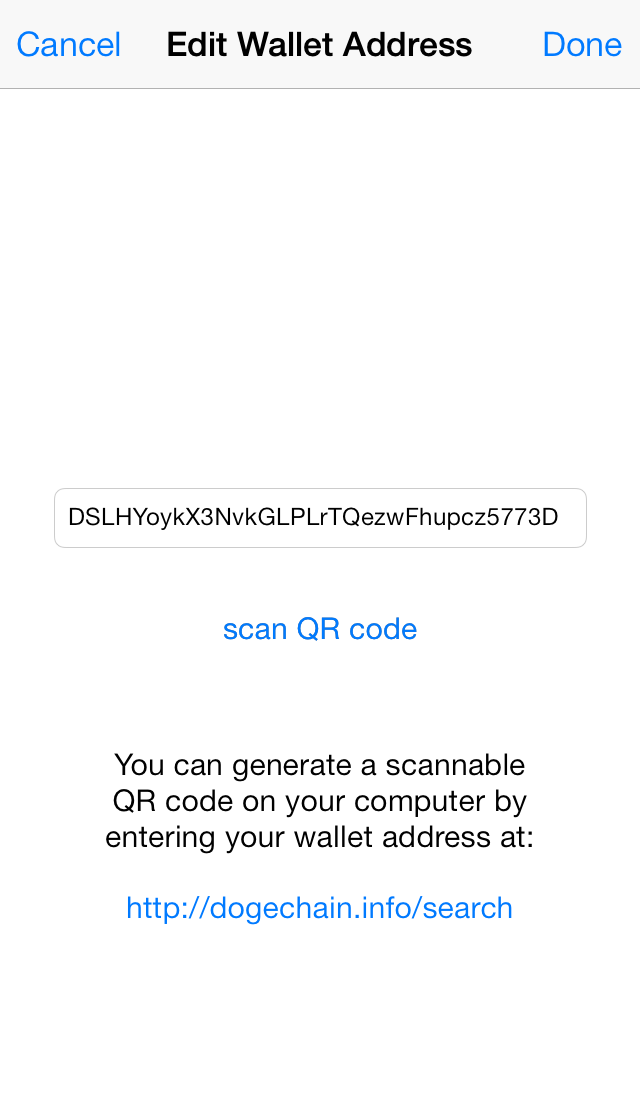 Cancel Edit Wallet Address Done
DSLHYoykX3NvkGLPLrTQezwFhupcz5773D
scan QR code
You can generate a scannable
QR code on your computer by
entering your wallet address at:
http://dogechain.info/search